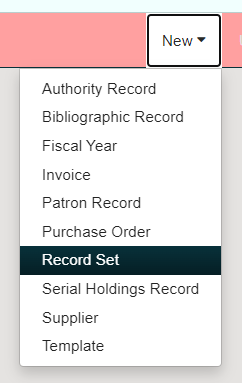 New
Authority Record
Bibliographic Record
Fiscal Year
Invoice
Patron Record
Purchase Order
Record Set
Serial Holdings Record
Supplier
Template